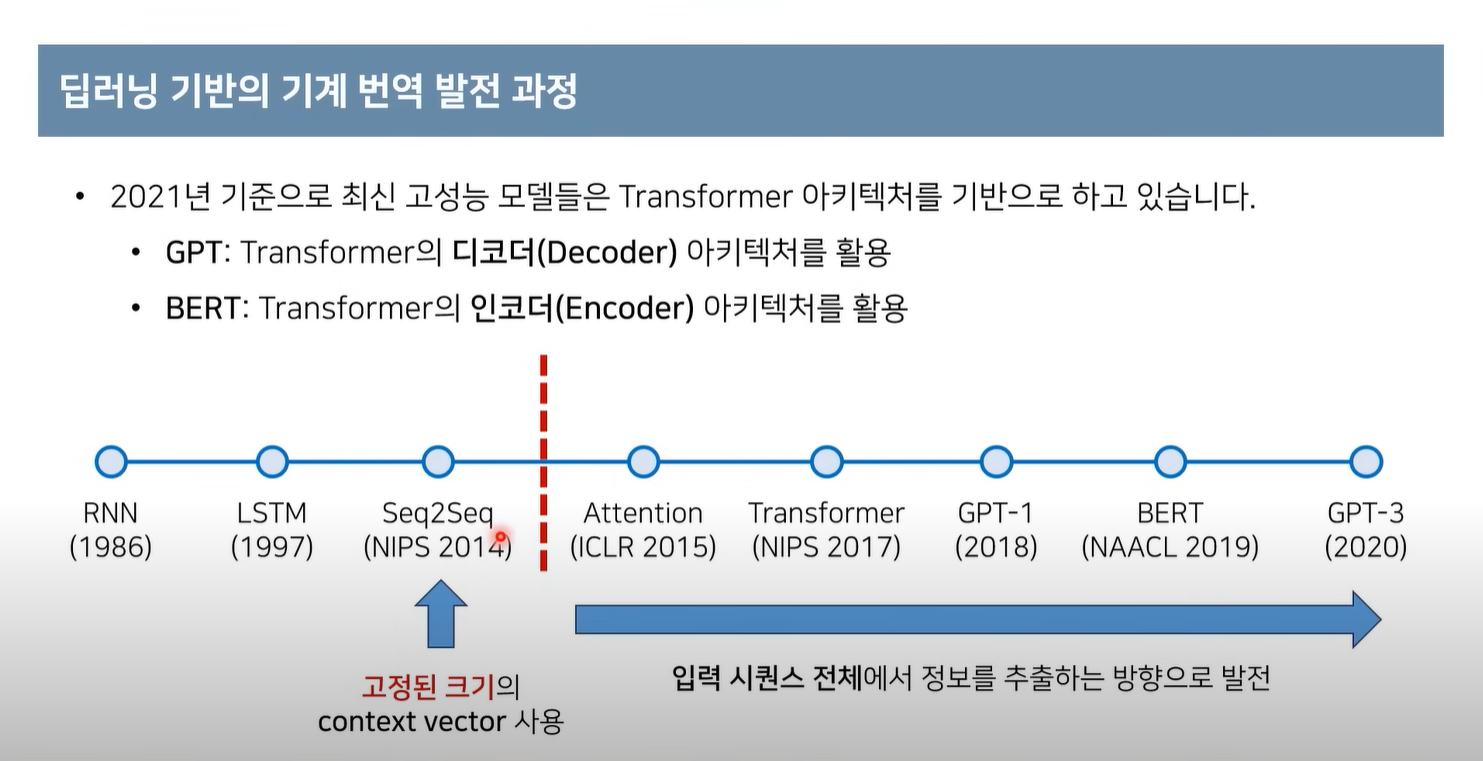 딥러닝 기반의 기계 번역 발전 과정
• 2021년 기준으로 최신 고성능 모델들은 Transformer 아키텍처를 기반으로 하고 있습니다.
• GPT: Transformer의 디코더(Decoder) 아키텍처를 활용
• BERT: Transformer의 인코더(Encoder) 아키텍처를 활용
RNN
(1986)
LSTM
(1997)
Seq2Seq
(NIPS 2014)
Attention
(ICLR 2015)
Transformer
(NIPS 2017)
GPT-1
(2018)
BERT
(NAACL 2019)
GPT-3
(2020)
고정된 크기의
context vector 사용
입력 시퀀스 전체에서 정보를 추출하는 방향으로 발전